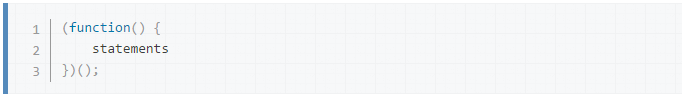 1 (function() {
2     statements
3 })();